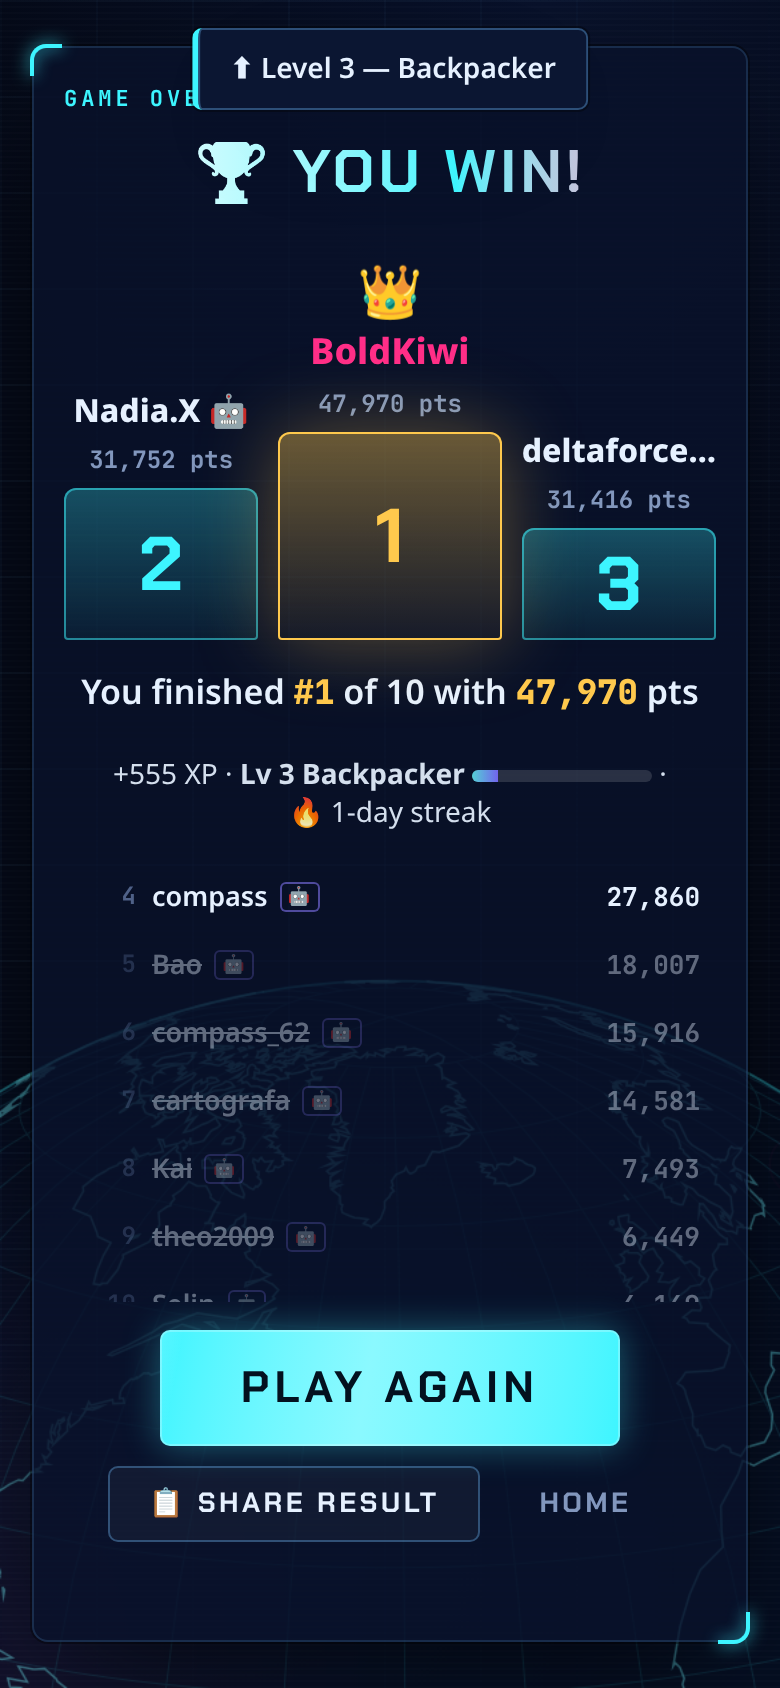 ⬆ Level 3 — Backpacker
GAME OVE
🏆 YOU WIN!
👑
BoldKiwi
47,970 pts
Nadia.X 🤖
31,752 pts
deltaforce...
31,416 pts
2
1
3
You finished #1 of 10 with 47,970 pts
+555 XP · Lv 3 Backpacker ·
🔥 1-day streak
4 compass 🤖 27,860
5 Bao 🤖 18,007
6 compass_62 🤖 15,916
7 cartografa 🤖 14,581
8 Kai 🤖 7,493
9 theo2009 🤖 6,449
10
PLAY AGAIN
📋 SHARE RESULT
HOME